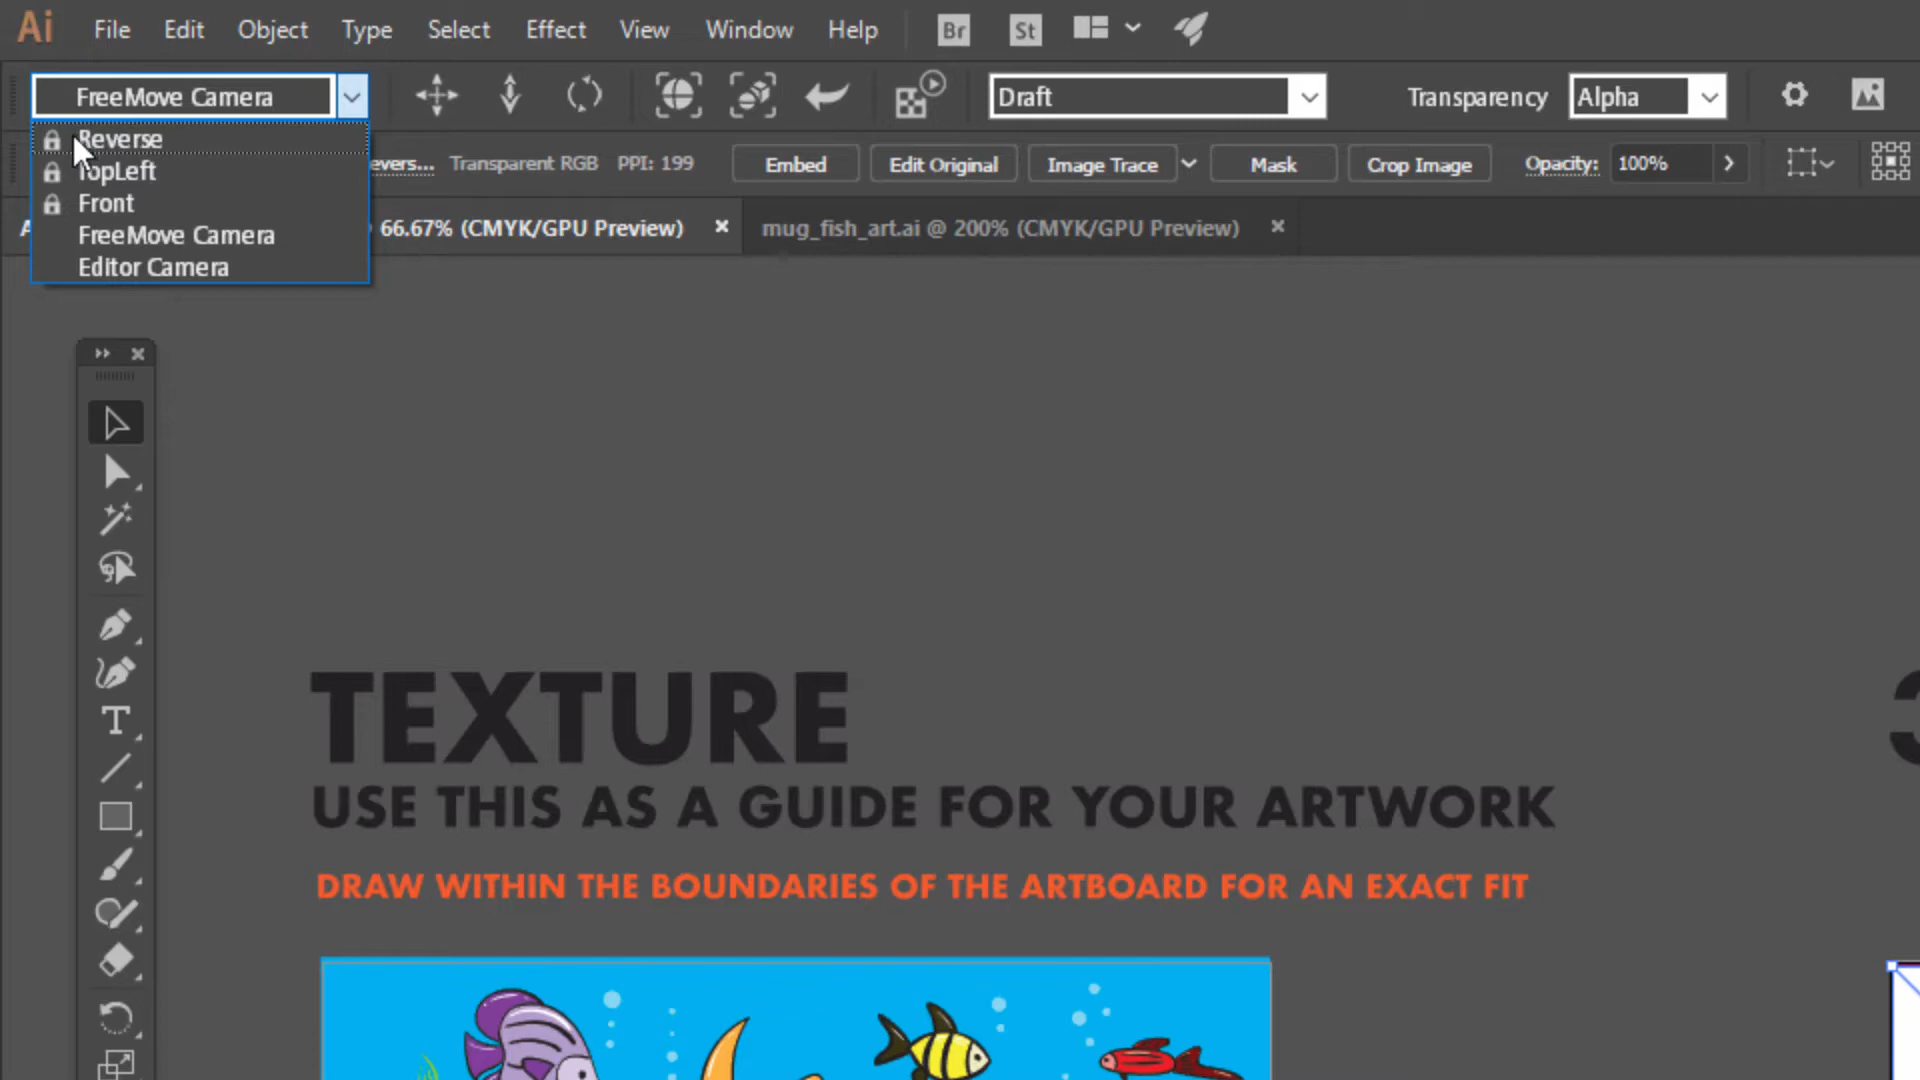 Ai File Edit Object Type Select Effect View Window Help Br St
FreeMove Camera Draft Transparency Alpha
Reverse
TopLeft
Front
FreeMove Camera
Editor Camera
evers... Transparent RGB PPI: 199 Embed Edit Original Image Trace Mask Crop Image Opacity: 100%
66.67% (CMYK/GPU Preview) × mug_fish_art.ai @ 200% (CMYK/GPU Preview) ×
TEXTURE
USE THIS AS A GUIDE FOR YOUR ARTWORK
DRAW WITHIN THE BOUNDARIES OF THE ARTBOARD FOR AN EXACT FIT